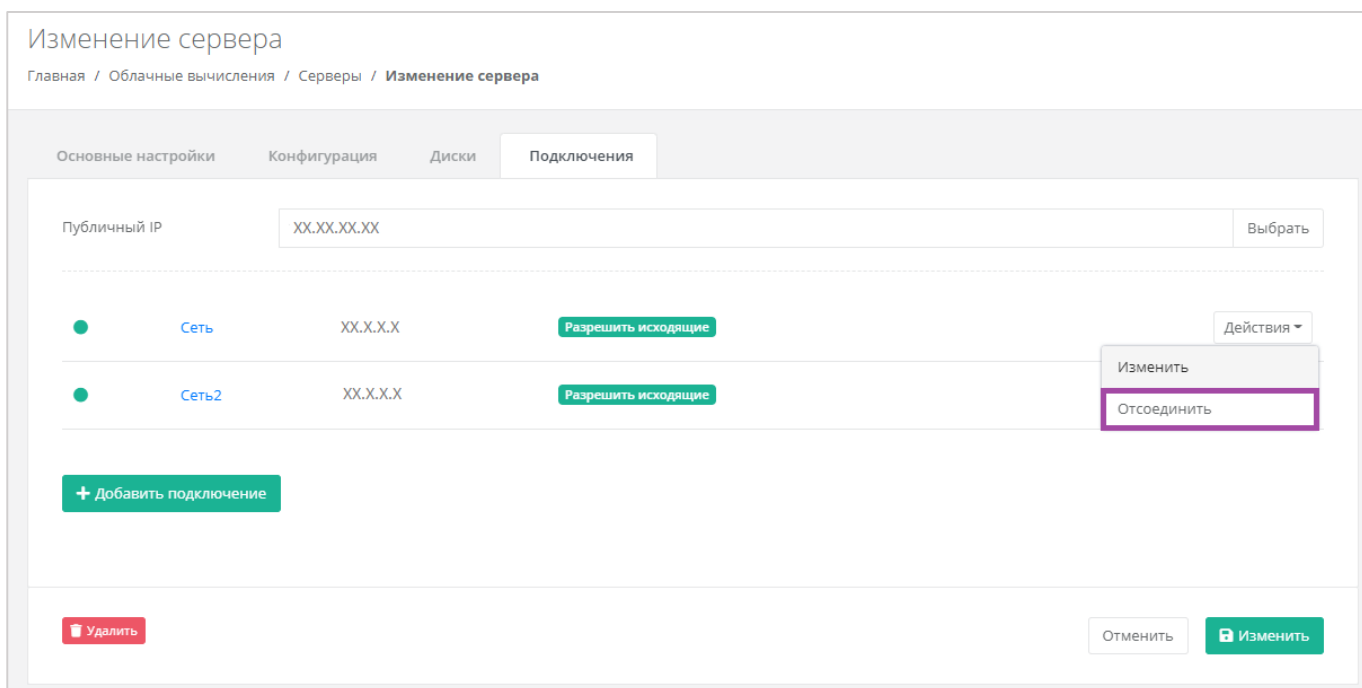 Изменение сервера
Главная / Облачные вычисления / Серверы / Изменение сервера
Основные настройки Конфигурация Диски Подключения
Публичный IP XX.XX.XX.XX Выбрать
Сеть XX.X.X.X Разрешить исходящие Действия
Изменить
Сеть2 XX.X.X.X Разрешить исходящие
Отсоединить
+ Добавить подключение
Удалить Отменить Изменить